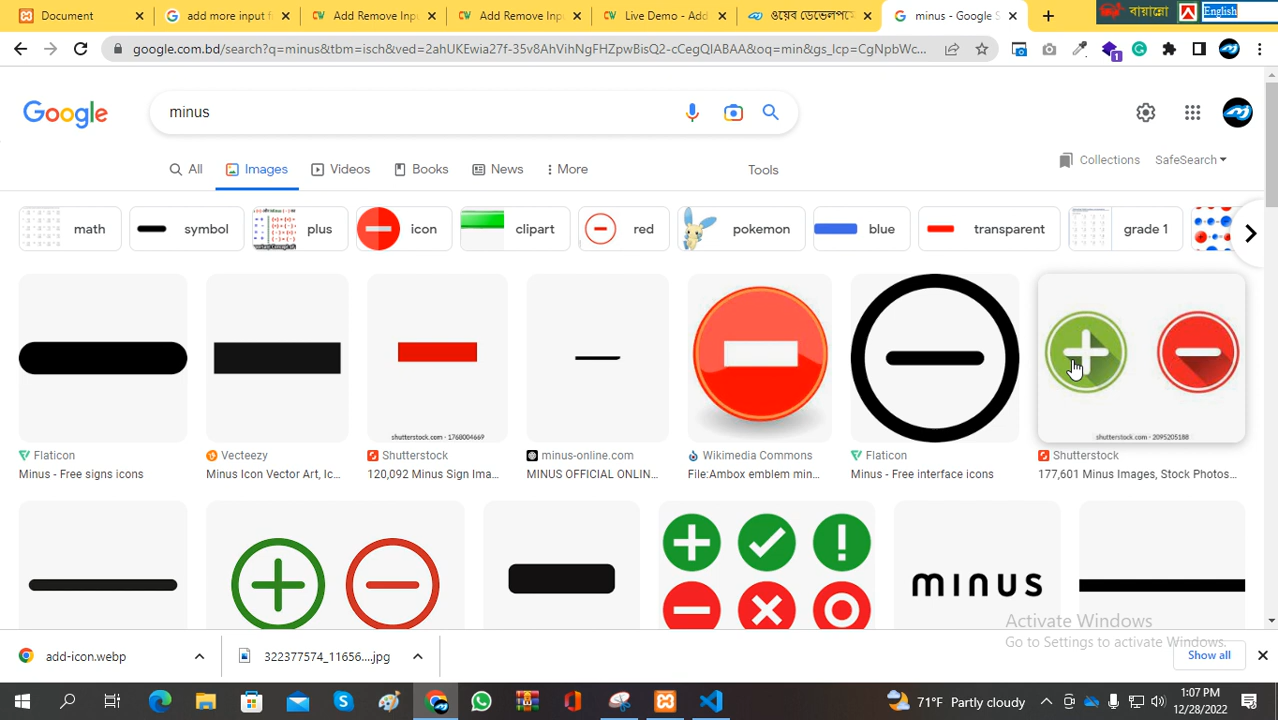 Document
add more input f
Add Remove Inpu
Add Remove Inpu
Live Demo - Add
ওয়েব ডেভেলপমে
minus - Google S
বায়ান্নো
English
google.com.bd/search?q=minus&tbm=isch&ved=2ahUKEwia27f-35v8AhVihNgFHZpwBisQ2-cCegQIABAA&oq=min&gs_lcp=CgNpbWc...
1
Google
minus
All
Images
Videos
Books
News
More
Tools
Collections
SafeSearch
math
symbol
plus
icon
clipart
red
pokemon
blue
transparent
grade 1
shutterstock.com · 1768004669
shutterstock.com · 2095205188
Flaticon
Minus - Free signs icons
Vecteezy
Minus Icon Vector Art, Ic...
Shutterstock
120,092 Minus Sign Ima...
minus-online.com
MINUS OFFICIAL ONLIN...
Wikimedia Commons
File:Ambox emblem min...
Flaticon
Minus - Free interface icons
Shutterstock
177,601 Minus Images, Stock Photos...
minus
Activate Windows
Go to Settings to activate Windows.
add-icon.webp
322377574_11656....jpg
Show all
71°F Partly cloudy
1:07 PM
12/28/2022